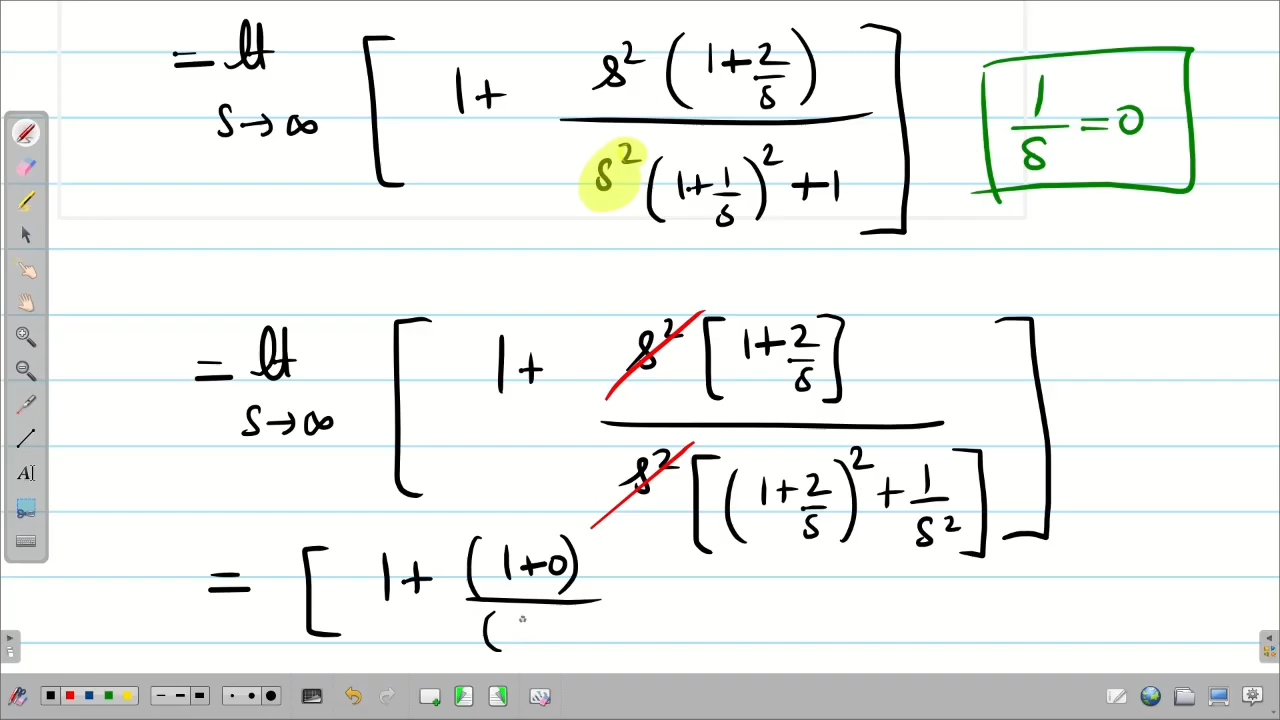 = lt s→∞ [ 1 + s² (1 + 2/s) / s² (1 + 1/s)² + 1 ]
1/s = 0
= lt s→∞ [ 1 + s² [1 + 2/s] / s² [(1 + 2/s)² + 1/s²] ]
= [ 1 + (1+0) / (
AI